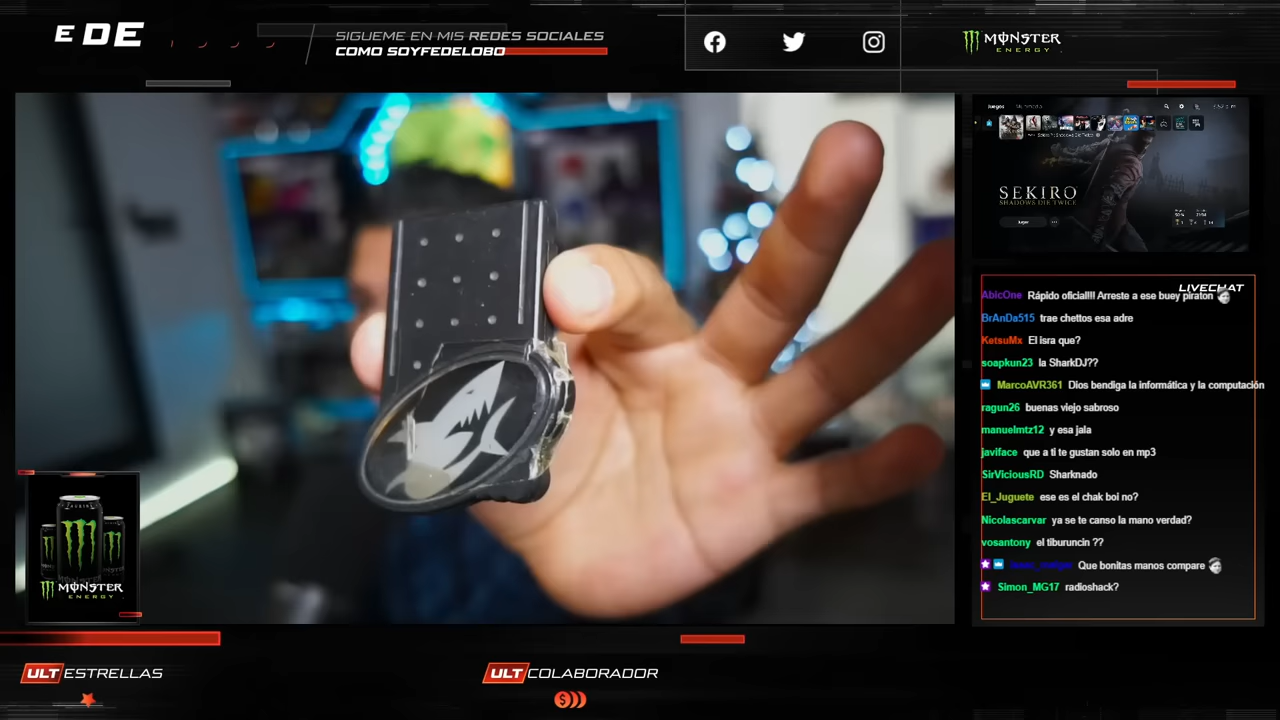 E DE
SIGUEME EN MIS REDES SOCIALES
COMO SOYFEDELOBO
MONSTER
ENERGY
Juegos
SEKIRO
SHADOWS DIE TWICE
Jugar
LIVECHAT
AbicOne Rápido oficial!!! Arreste a ese buey piraton
BrAnDa515 trae chettos esa adre
KetsuMx El isra que?
soapkun23 la SharkDJ??
MarcoAVR361 Dios bendiga la informática y la computación
ragun26 buenas viejo sabroso
manuelmtz12 y esa jala
javiface que a ti te gustan solo en mp3
SirViciousRD Sharknado
El_Juguete ese es el chak boi no?
Nicolascarvar ya se te canso la mano verdad?
vosantony el tiburuncin ??
Que bonitas manos compare
Simon_MG17 radioshack?
MONSTER
ENERGY
ULT ESTRELLAS
ULT COLABORADOR